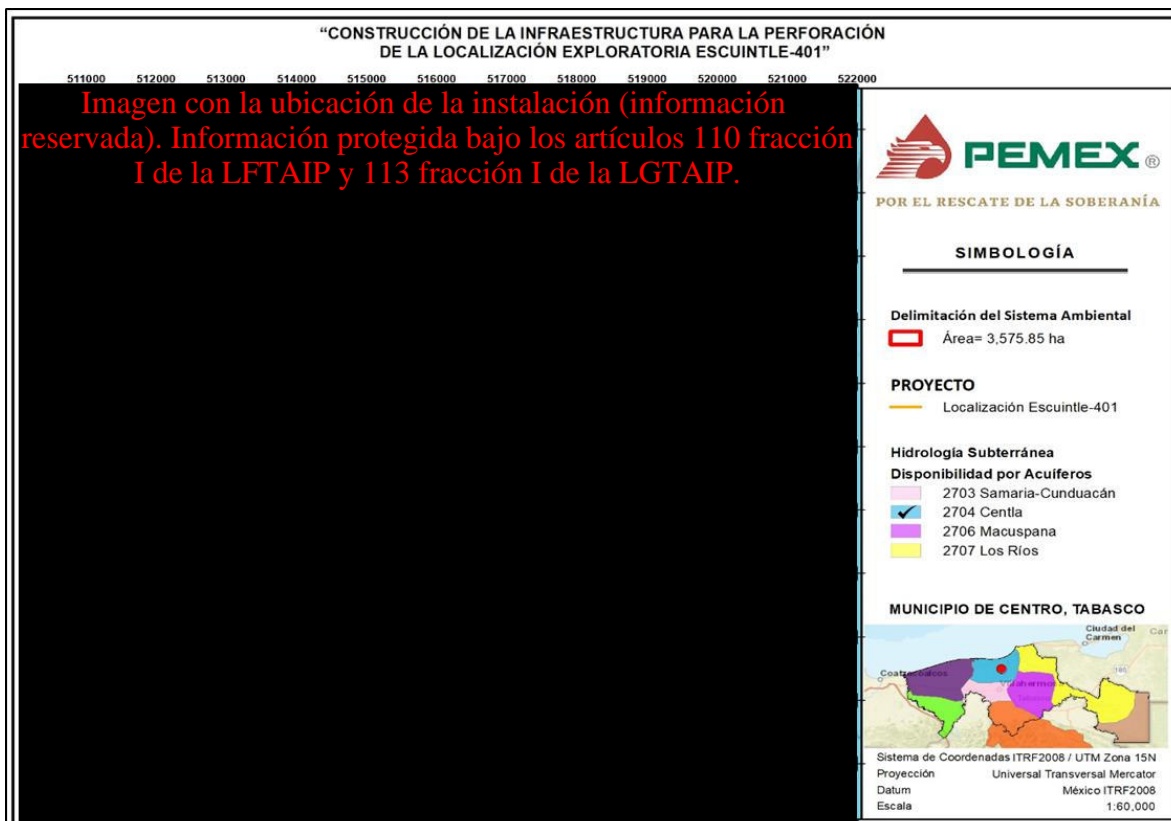 “CONSTRUCCIÓN DE LA INFRAESTRUCTURA PARA LA PERFORACIÓN
DE LA LOCALIZACIÓN EXPLORATORIA ESCUINTLE-401”
511000 512000 513000 514000 515000 516000 517000 518000 519000 520000 521000 522000
Imagen con la ubicación de la instalación (información
reservada). Información protegida bajo los artículos 110 fracción
I de la LFTAIP y 113 fracción I de la LGTAIP.
PEMEX ®
POR EL RESCATE DE LA SOBERANÍA
SIMBOLOGÍA
Delimitación del Sistema Ambiental
Área= 3,575.85 ha
PROYECTO
Localización Escuintle-401
Hidrología Subterránea
Disponibilidad por Acuíferos
2703 Samaria-Cunduacán
2704 Centla
2706 Macuspana
2707 Los Ríos
MUNICIPIO DE CENTRO, TABASCO
Ciudad del
Carmen
Car
Coatzacoalcos
Tabasco
Sistema de Coordenadas ITRF2008 / UTM Zona 15N
Proyección Universal Transversal Mercator
Datum México ITRF2008
Escala 1:60,000